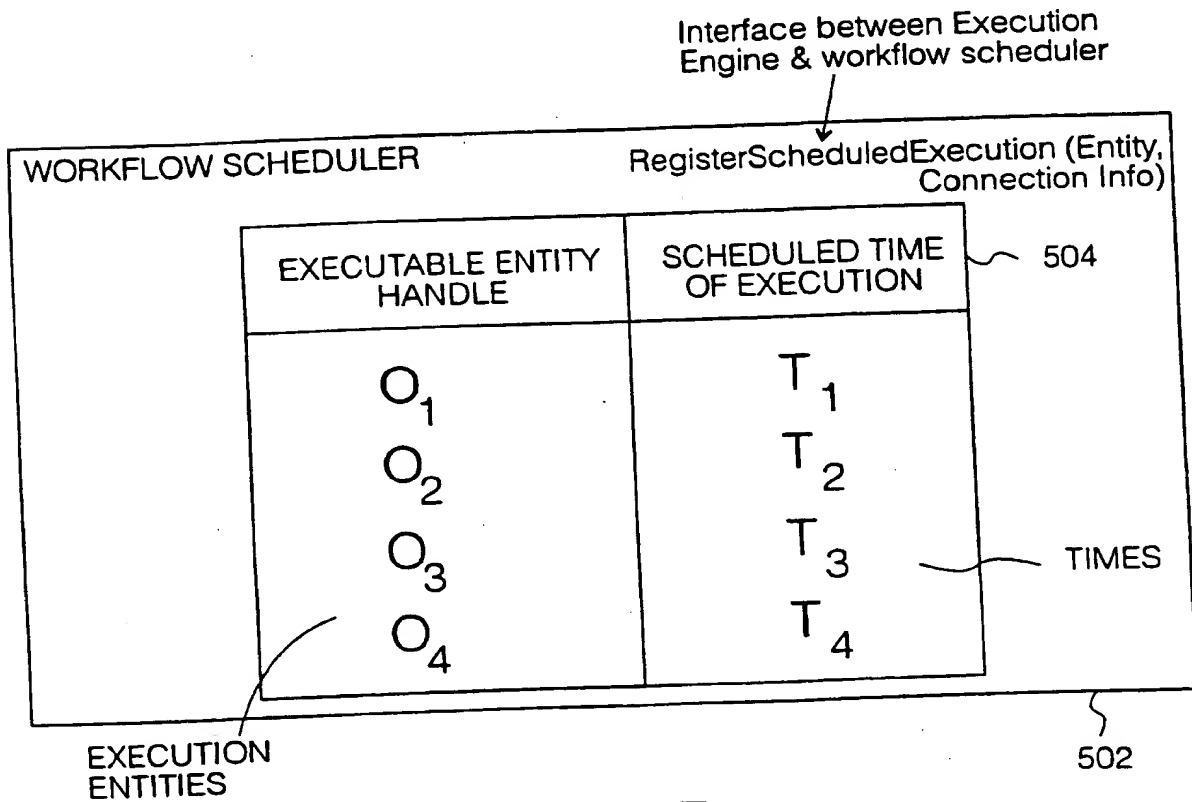 Interface between Execution
Engine & workflow scheduler
WORKFLOW SCHEDULER
RegisterScheduledExecution (Entity,
Connection Info)
EXECUTABLE ENTITY
HANDLE
SCHEDULED TIME
OF EXECUTION
504
O1
T1
O2
T2
O3
T3
TIMES
O4
T4
EXECUTION
ENTITIES
502